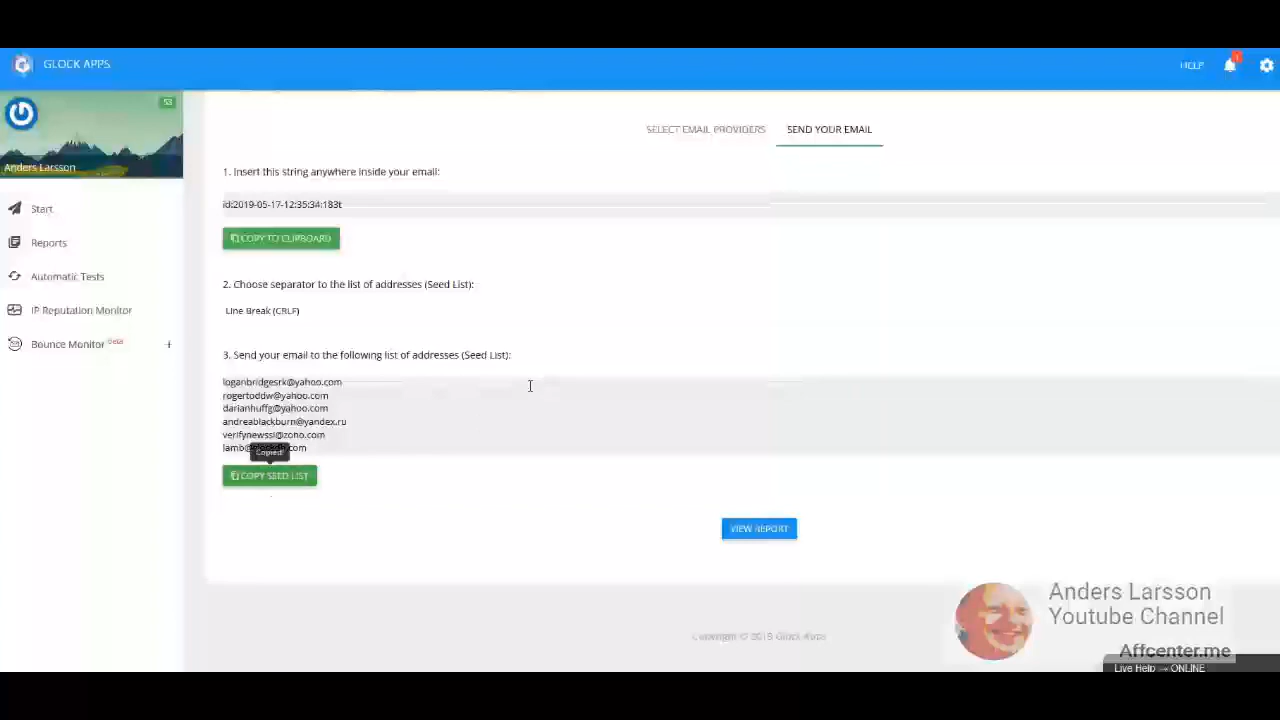 GLOCK APPS
HELP
1
53
Anders Larsson
Start
Reports
Automatic Tests
IP Reputation Monitor
Bounce Monitor beta +
SELECT EMAIL PROVIDERS
SEND YOUR EMAIL
1. Insert this string anywhere inside your email:
id:2019-05-17-12:35:34:183t
COPY TO CLIPBOARD
2. Choose separator to the list of addresses (Seed List):
Line Break (CRLF)
3. Send your email to the following list of addresses (Seed List):
loganbridgesrk@yahoo.com
rogertoddw@yahoo.com
darianhuffg@yahoo.com
andreablackburn@yandex.ru
verifynewssl@zoho.com
Copied!
COPY SEED LIST
VIEW REPORT
Anders Larsson
Youtube Channel
Copyright © 2019 Glock Apps
Affcenter.me
Live Help → ONLINE